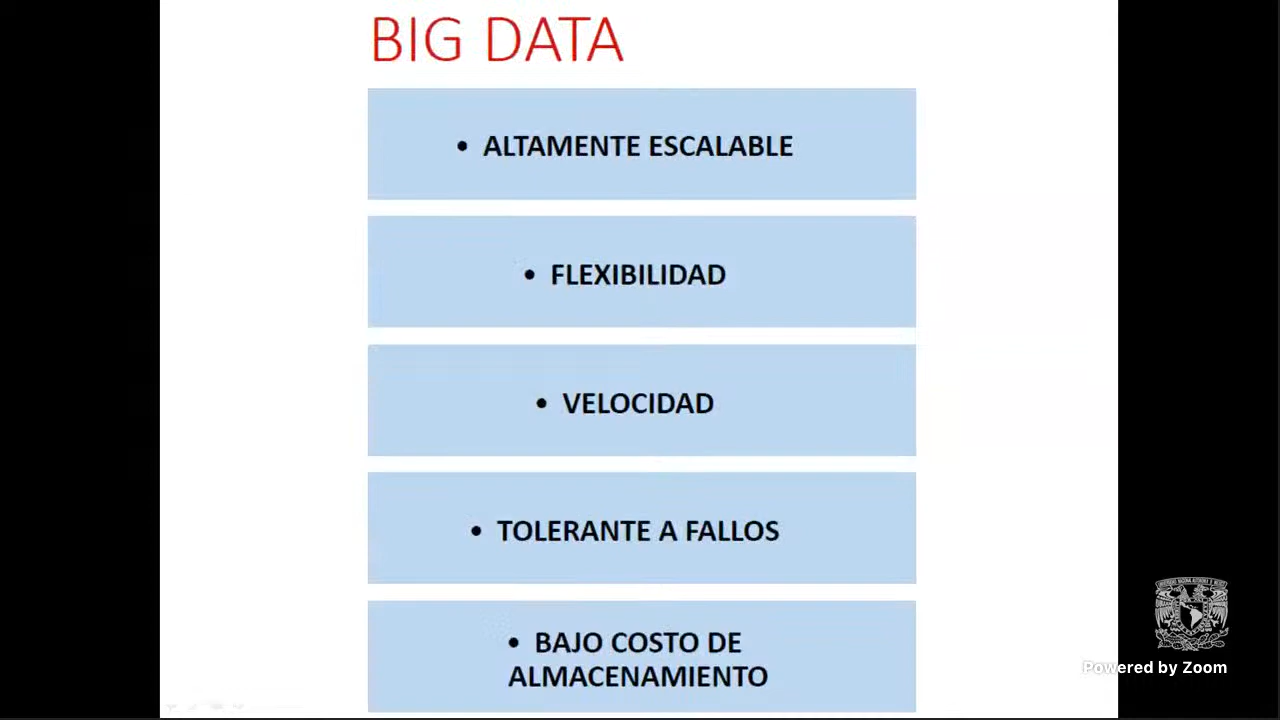 BIG DATA
• ALTAMENTE ESCALABLE
• FLEXIBILIDAD
• VELOCIDAD
• TOLERANTE A FALLOS
• BAJO COSTO DE
ALMACENAMIENTO
Powered by Zoom